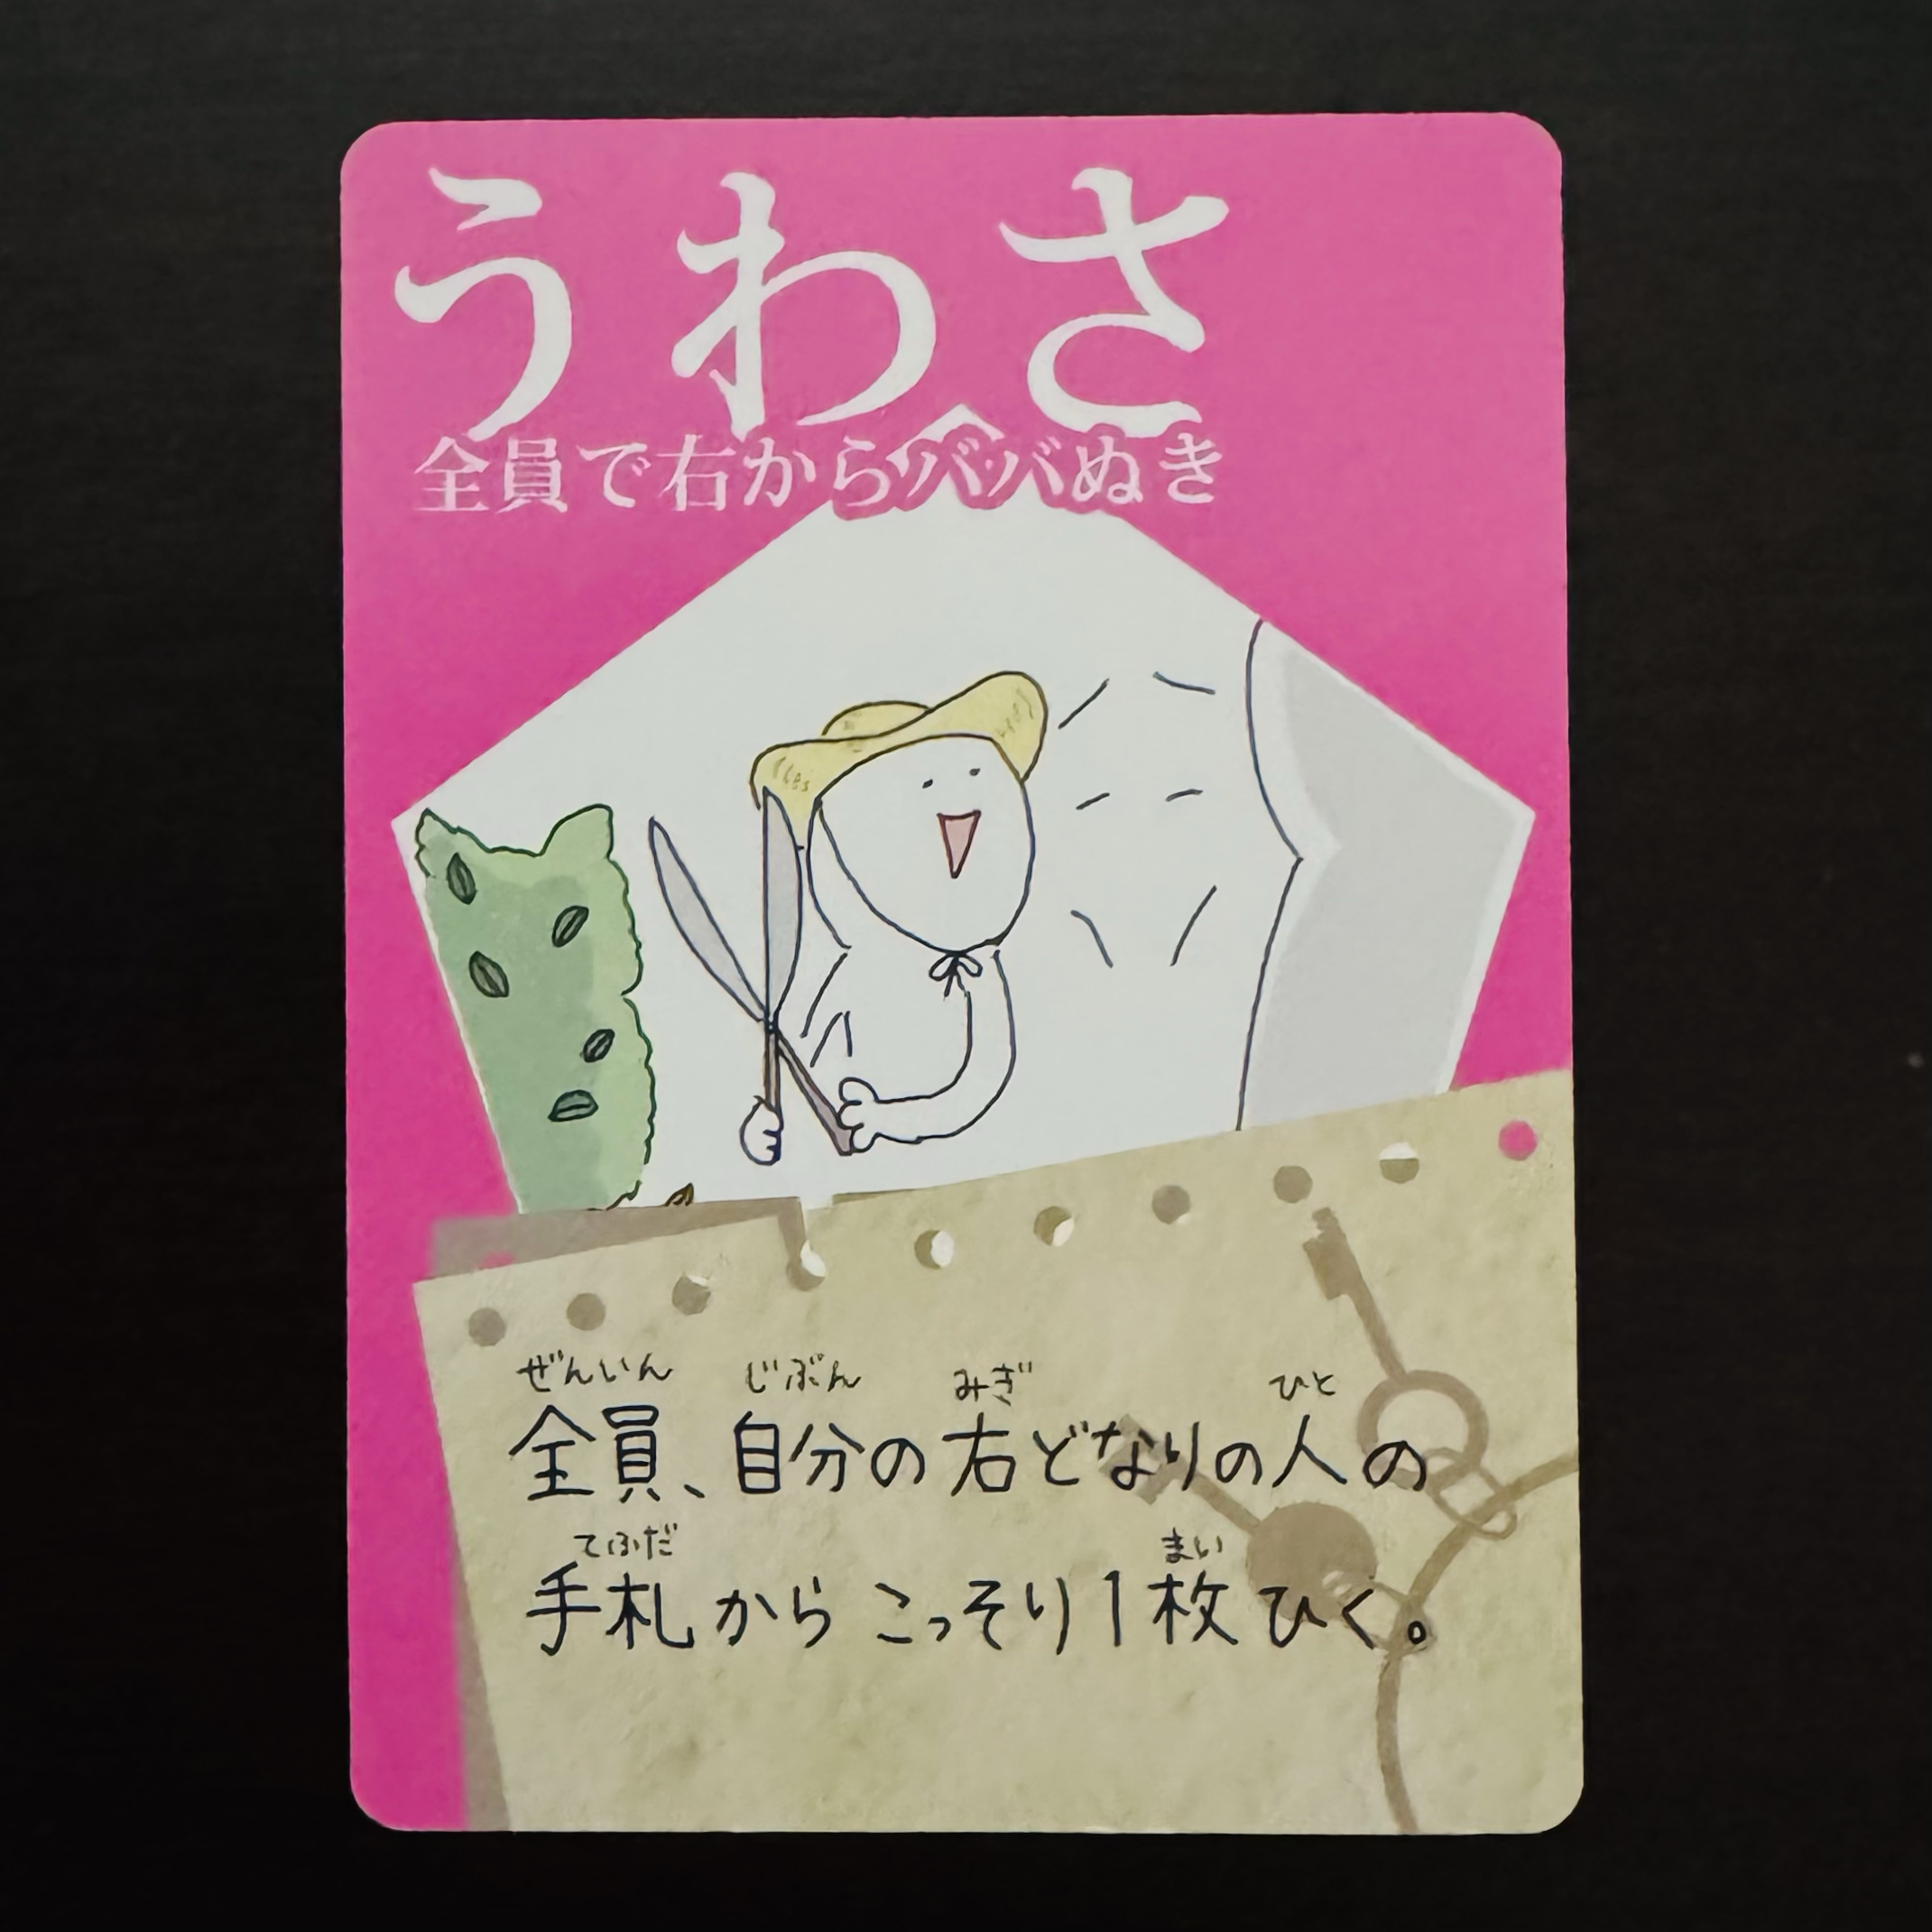 うわさ
全員で右からババぬき
ぜんいん じぶん みぎ ひと
全員、自分の右どなりの人の
てふだ まい
手札からこっそり1枚ひく。